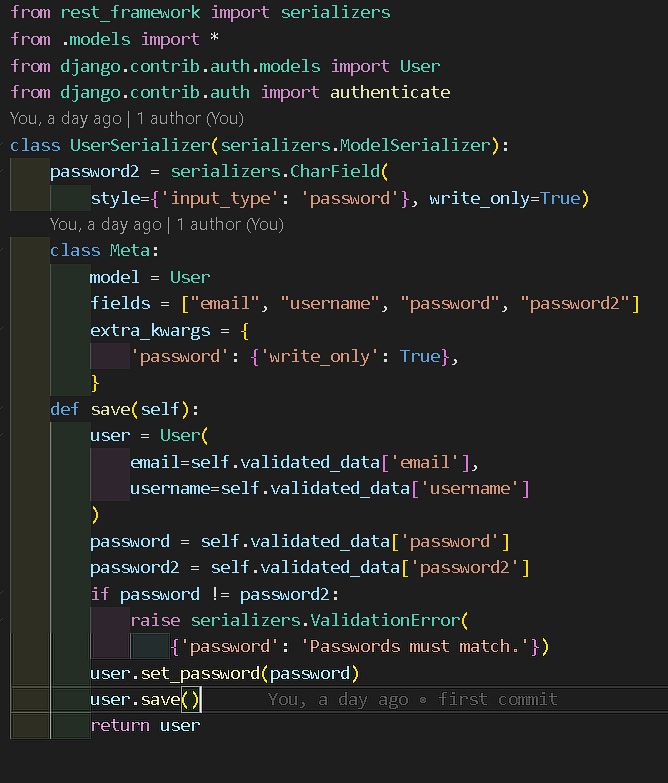 from rest_framework import serializers
from .models import *
from django.contrib.auth.models import User
from django.contrib.auth import authenticate
You, a day ago | 1 author (You)
class UserSerializer(serializers.ModelSerializer):
    password2 = serializers.CharField(
        style={'input_type': 'password'}, write_only=True)
    You, a day ago | 1 author (You)
    class Meta:
        model = User
        fields = ["email", "username", "password", "password2"]
        extra_kwargs = {
            'password': {'write_only': True},
        }
    def save(self):
        user = User(
            email=self.validated_data['email'],
            username=self.validated_data['username']
        )
        password = self.validated_data['password']
        password2 = self.validated_data['password2']
        if password != password2:
            raise serializers.ValidationError(
                {'password': 'Passwords must match.'})
        user.set_password(password)
        user.save()    You, a day ago • first commit
        return user